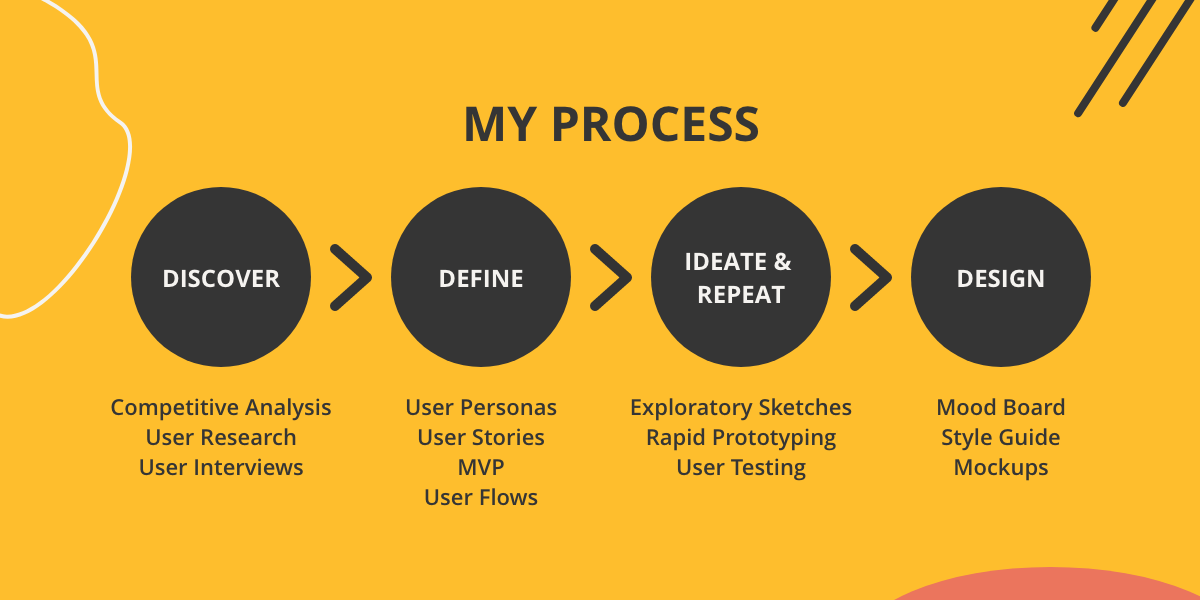 MY PROCESS
DISCOVER
DEFINE
IDEATE &
REPEAT
DESIGN
Competitive Analysis
User Research
User Interviews
User Personas
User Stories
MVP
User Flows
Exploratory Sketches
Rapid Prototyping
User Testing
Mood Board
Style Guide
Mockups